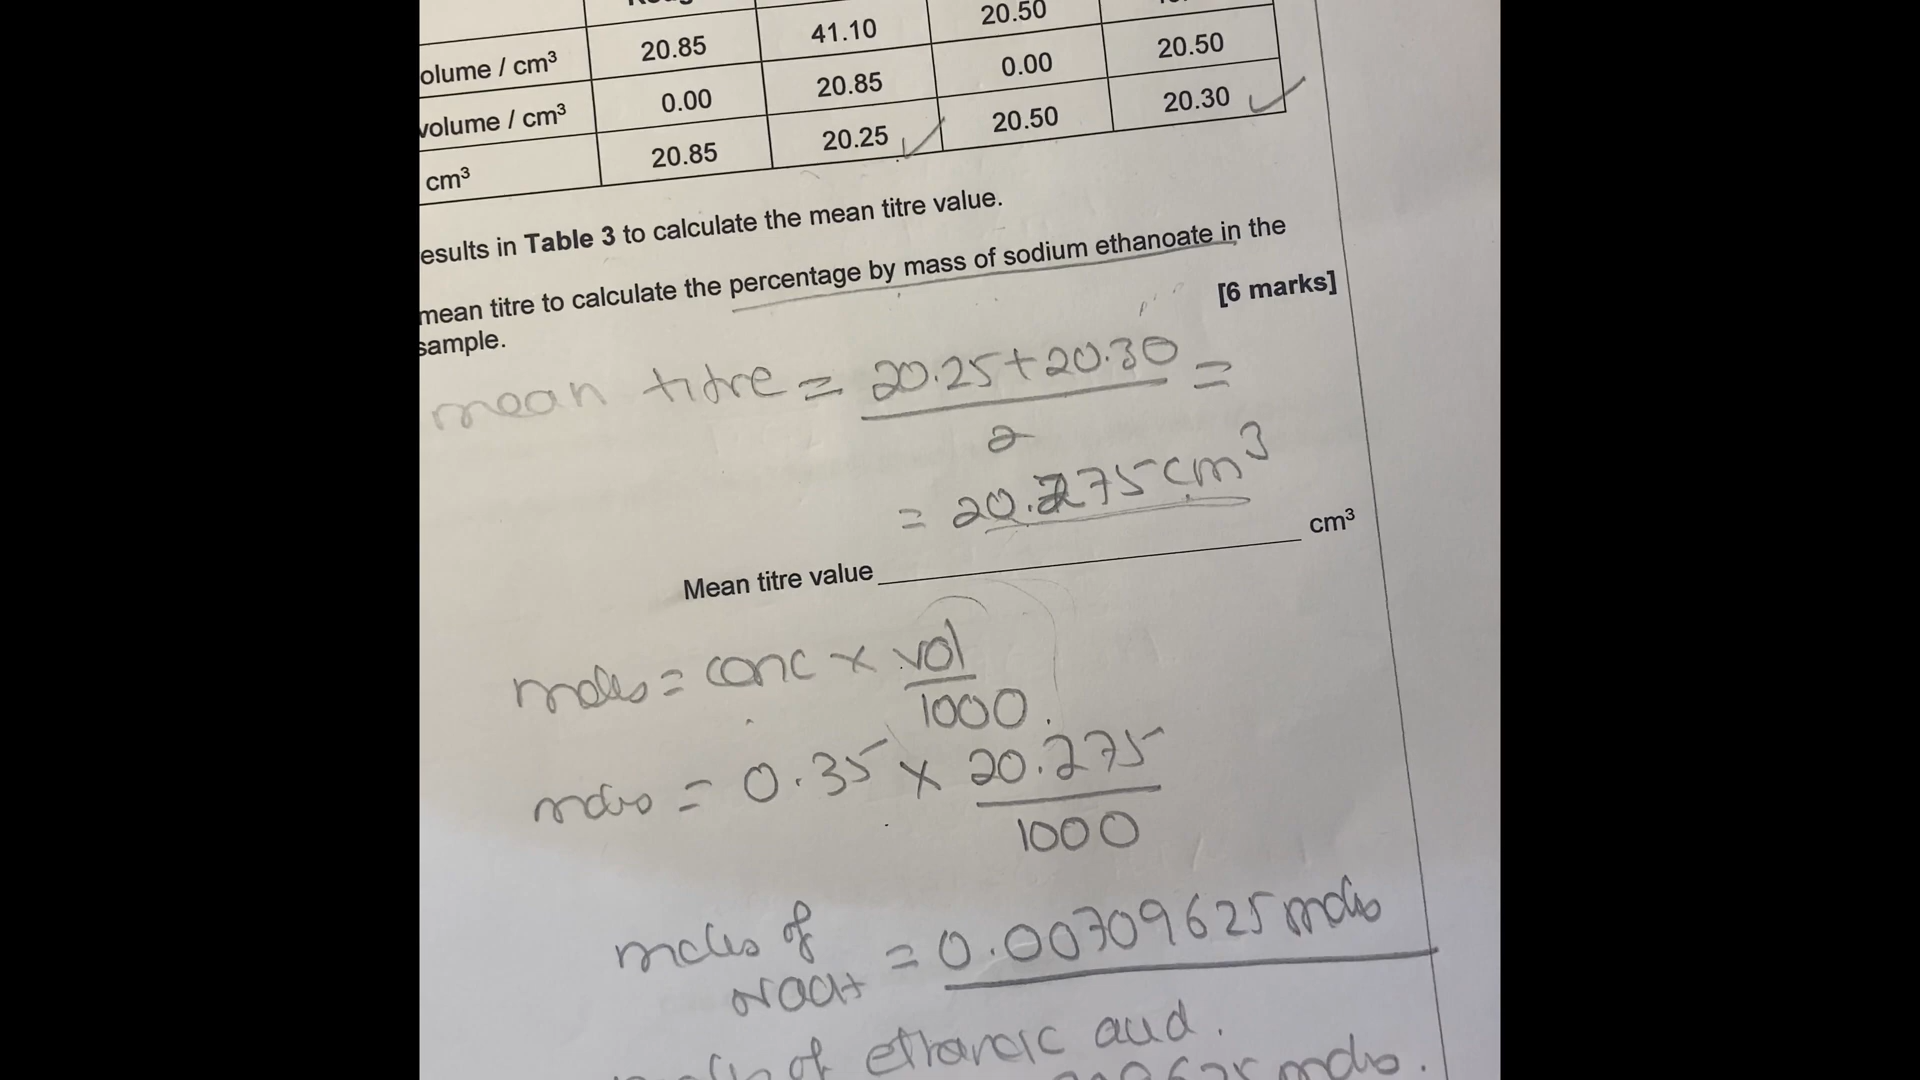 41.10 20.50
olume / cm³ 20.85
volume / cm³ 0.00 20.85 0.00 20.50
cm³ 20.85 20.25 20.50 20.30
esults in Table 3 to calculate the mean titre value.
mean titre to calculate the percentage by mass of sodium ethanoate in the
sample.
[6 marks]
mean titre = 20.25+20.30 =
2
= 20.275cm³
Mean titre value cm³
moles = conc x vol
1000.
moles = 0.35 x 20.275
1000
moles of
NaOH = 0.00709625 moles
of ethanoic acid.
moles.